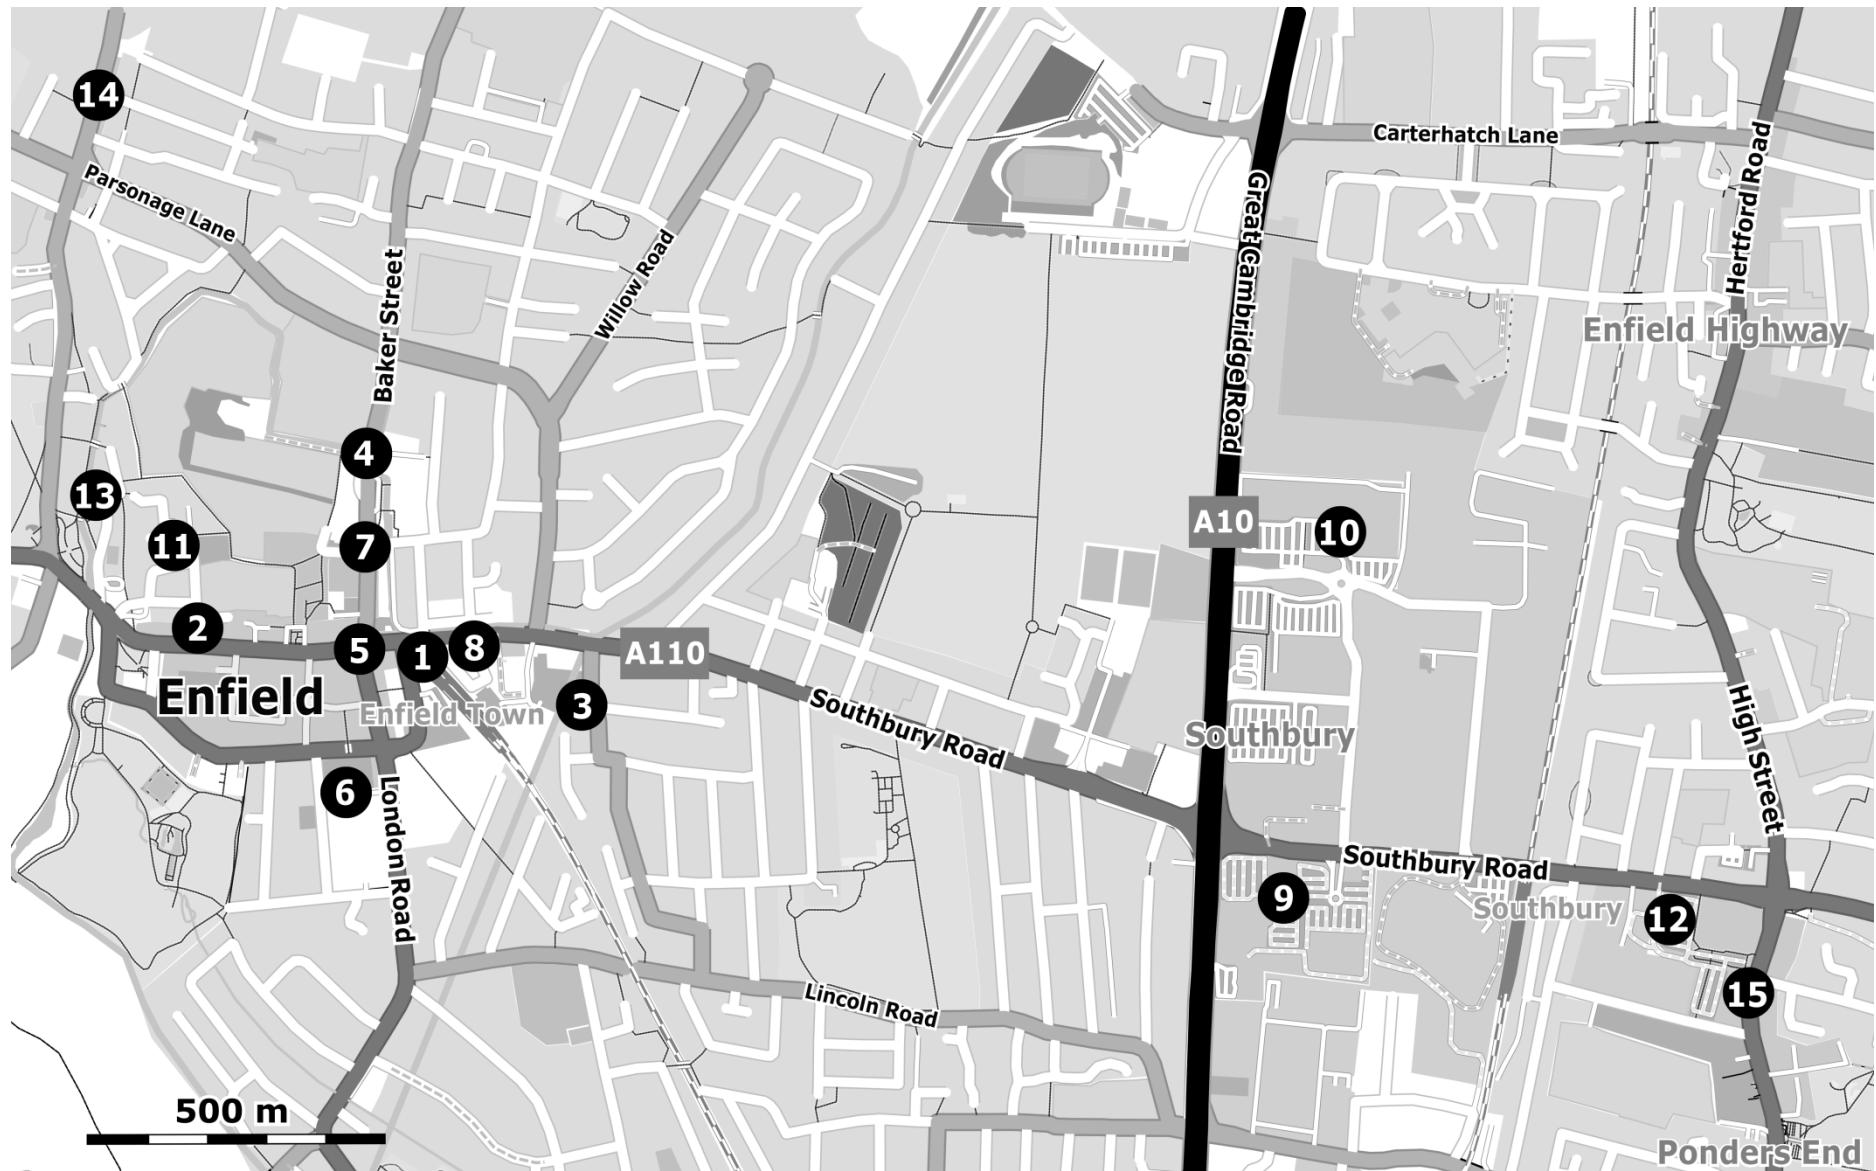 14
Carterhatch Lane
Hertford Road
Parsonage Lane
Great Cambridge Road
Willow Road
Baker Street
Enfield Highway
4
13
A10
10
11
7
2
5
1
8
A110
Enfield
Enfield Town
3
Southbury Road
Southbury
High Street
6
London Road
Southbury Road
9
Southbury
12
Lincoln Road
15
500 m
Ponders End